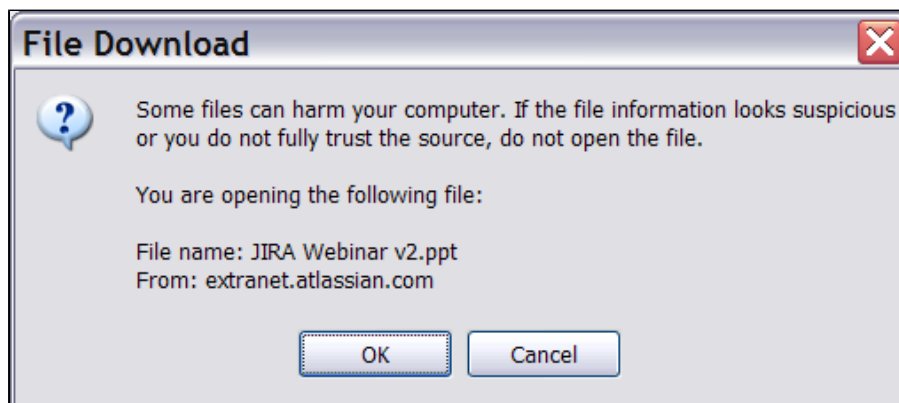 File Download
Some files can harm your computer. If the file information looks suspicious
or you do not fully trust the source, do not open the file.
You are opening the following file:
File name: JIRA Webinar v2.ppt
From: extranet.atlassian.com
OK
Cancel